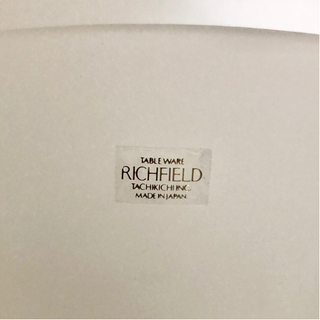 TABLE WARE
RICHFIELD
TACHIKICHI INC.
MADE IN JAPAN